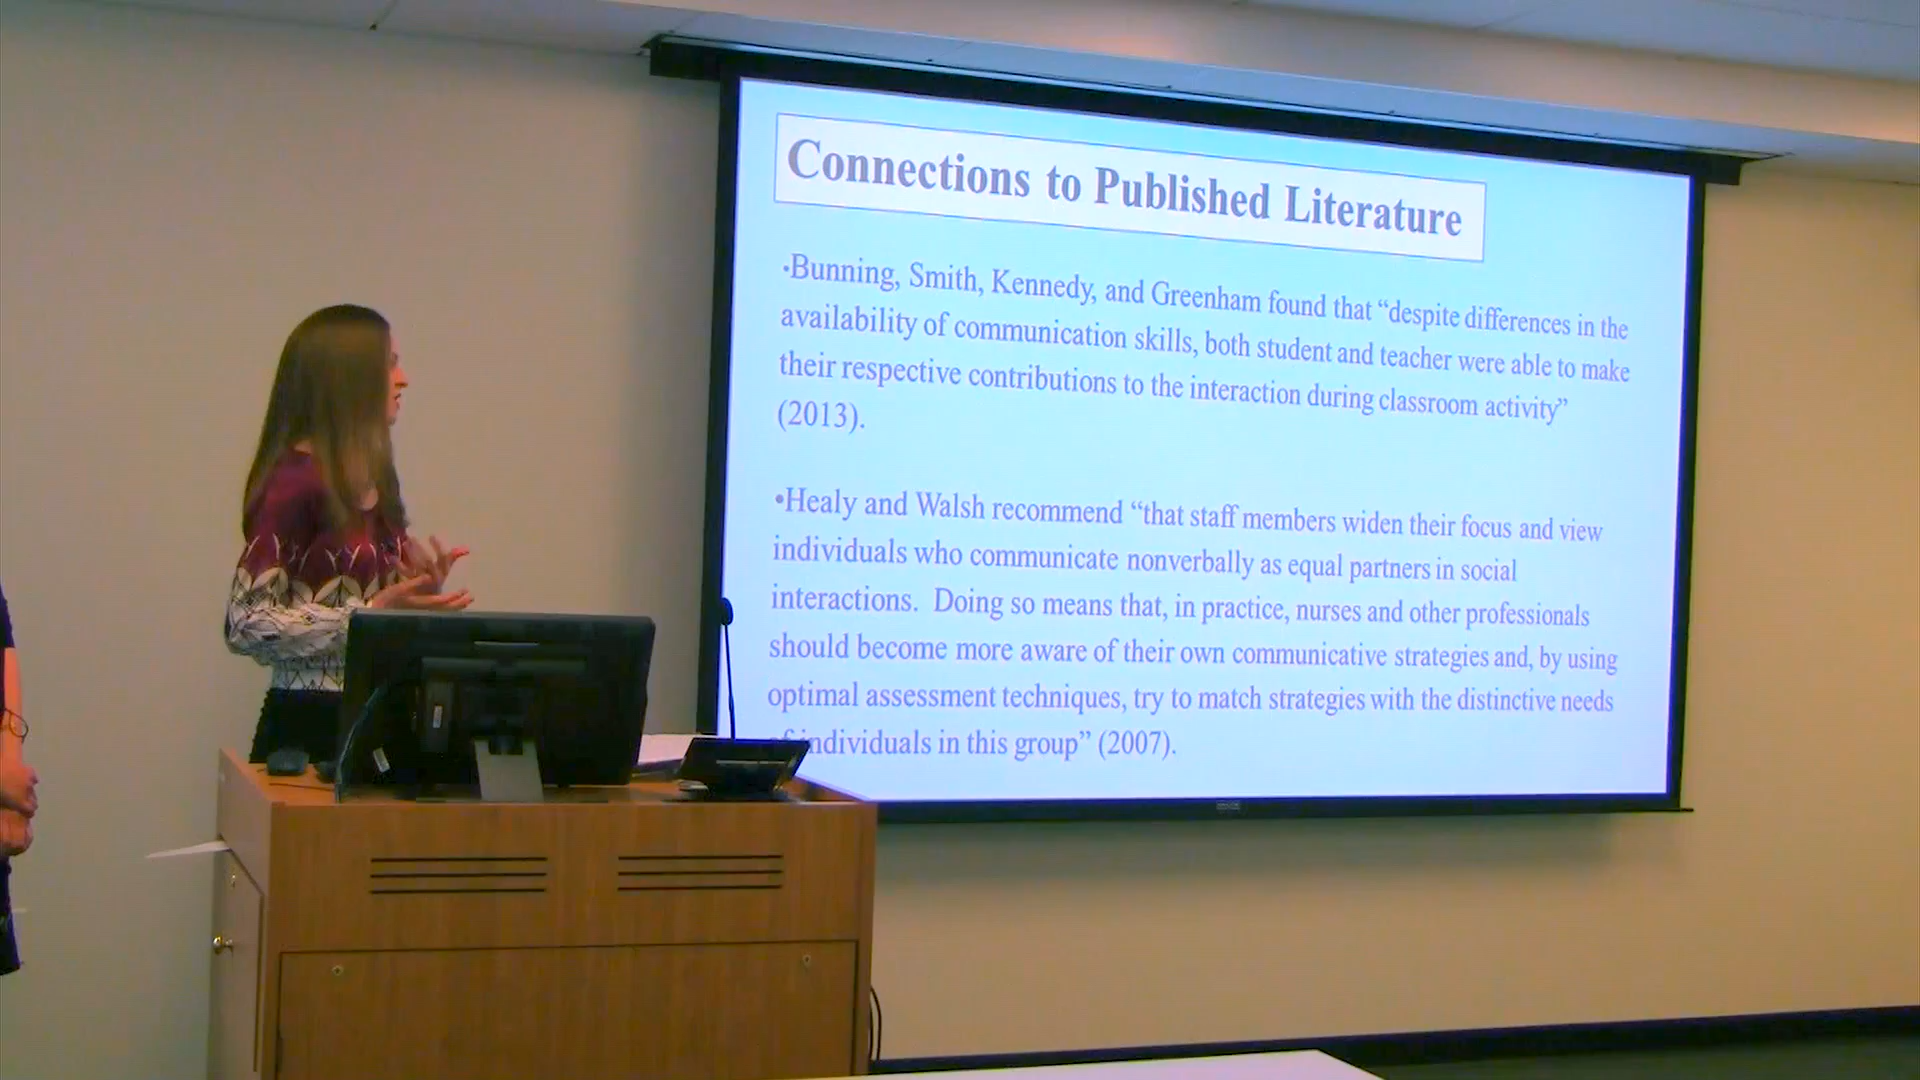 Connections to Published Literature
•Bunning, Smith, Kennedy, and Greenham found that “despite differences in the
availability of communication skills, both student and teacher were able to make
their respective contributions to the interaction during classroom activity”
(2013).
•Healy and Walsh recommend “that staff members widen their focus and view
individuals who communicate nonverbally as equal partners in social
interactions. Doing so means that, in practice, nurses and other professionals
should become more aware of their own communicative strategies and, by using
optimal assessment techniques, try to match strategies with the distinctive needs
of individuals in this group” (2007).